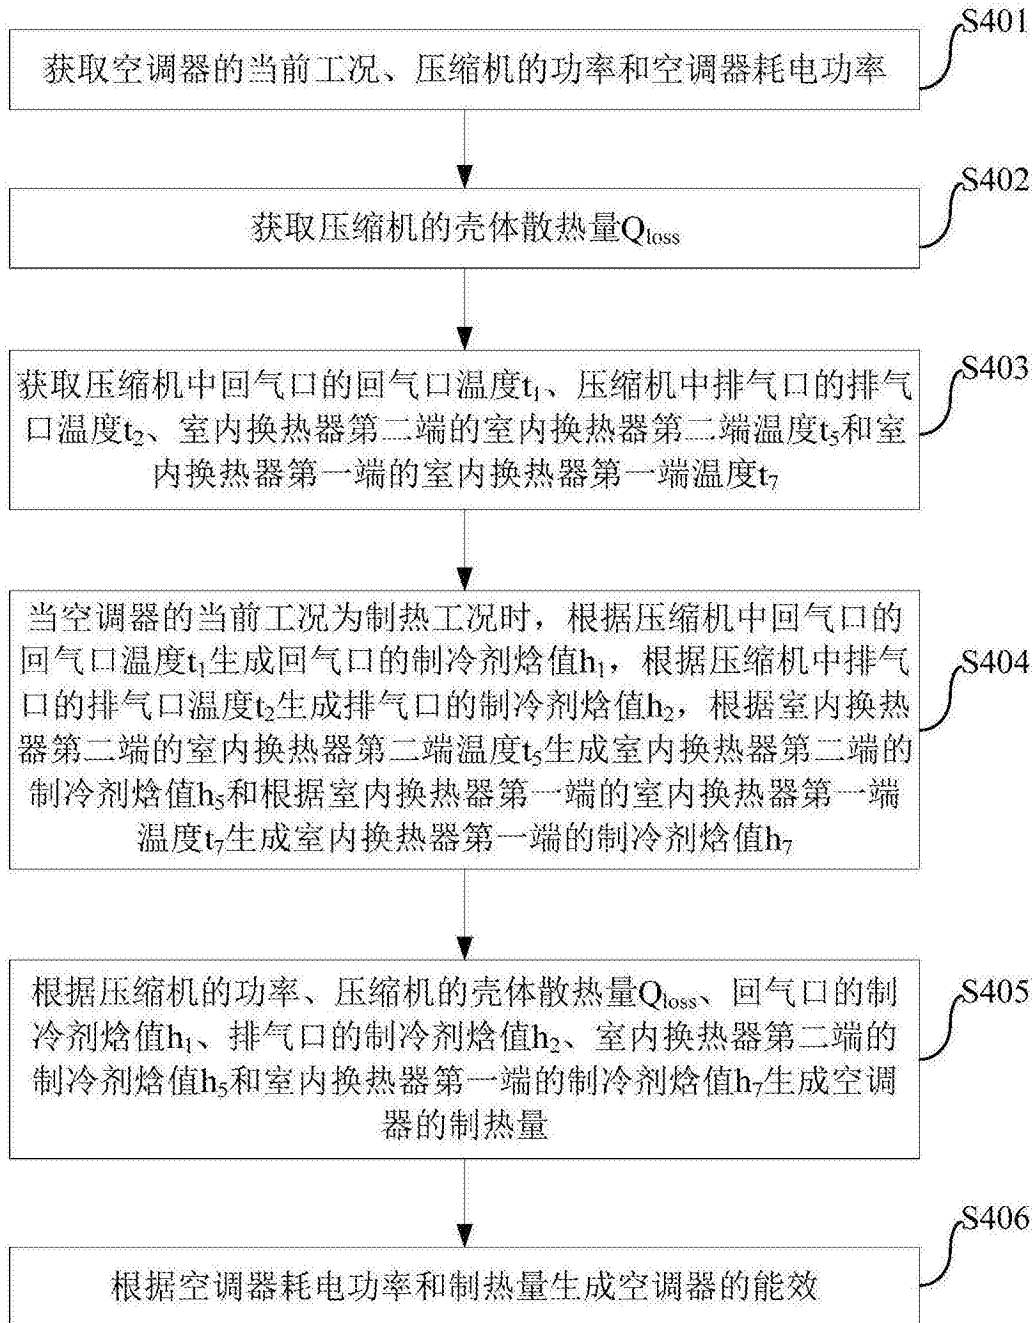 S401
获取空调器的当前工况、压缩机的功率和空调器耗电功率
S402
获取压缩机的壳体散热量Qloss
S403
获取压缩机中回气口的回气口温度t1、压缩机中排气口的排气
口温度t2、室内换热器第二端的室内换热器第二端温度t5和室
内换热器第一端的室内换热器第一端温度t7
S404
当空调器的当前工况为制热工况时，根据压缩机中回气口的
回气口温度t1生成回气口的制冷剂焓值h1，根据压缩机中排气
口的排气口温度t2生成排气口的制冷剂焓值h2，根据室内换热
器第二端的室内换热器第二端温度t5生成室内换热器第二端的
制冷剂焓值h5和根据室内换热器第一端的室内换热器第一端
温度t7生成室内换热器第一端的制冷剂焓值h7
S405
根据压缩机的功率、压缩机的壳体散热量Qloss、回气口的制
冷剂焓值h1、排气口的制冷剂焓值h2、室内换热器第二端的
制冷剂焓值h5和室内换热器第一端的制冷剂焓值h7生成空调
器的制热量
S406
根据空调器耗电功率和制热量生成空调器的能效